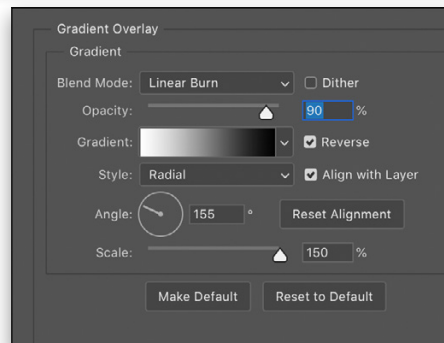 Gradient Overlay
Gradient
Blend Mode: Linear Burn Dither
Opacity: 90 %
Gradient: Reverse
Style: Radial Align with Layer
Angle: 155 ° Reset Alignment
Scale: 150 %
Make Default Reset to Default